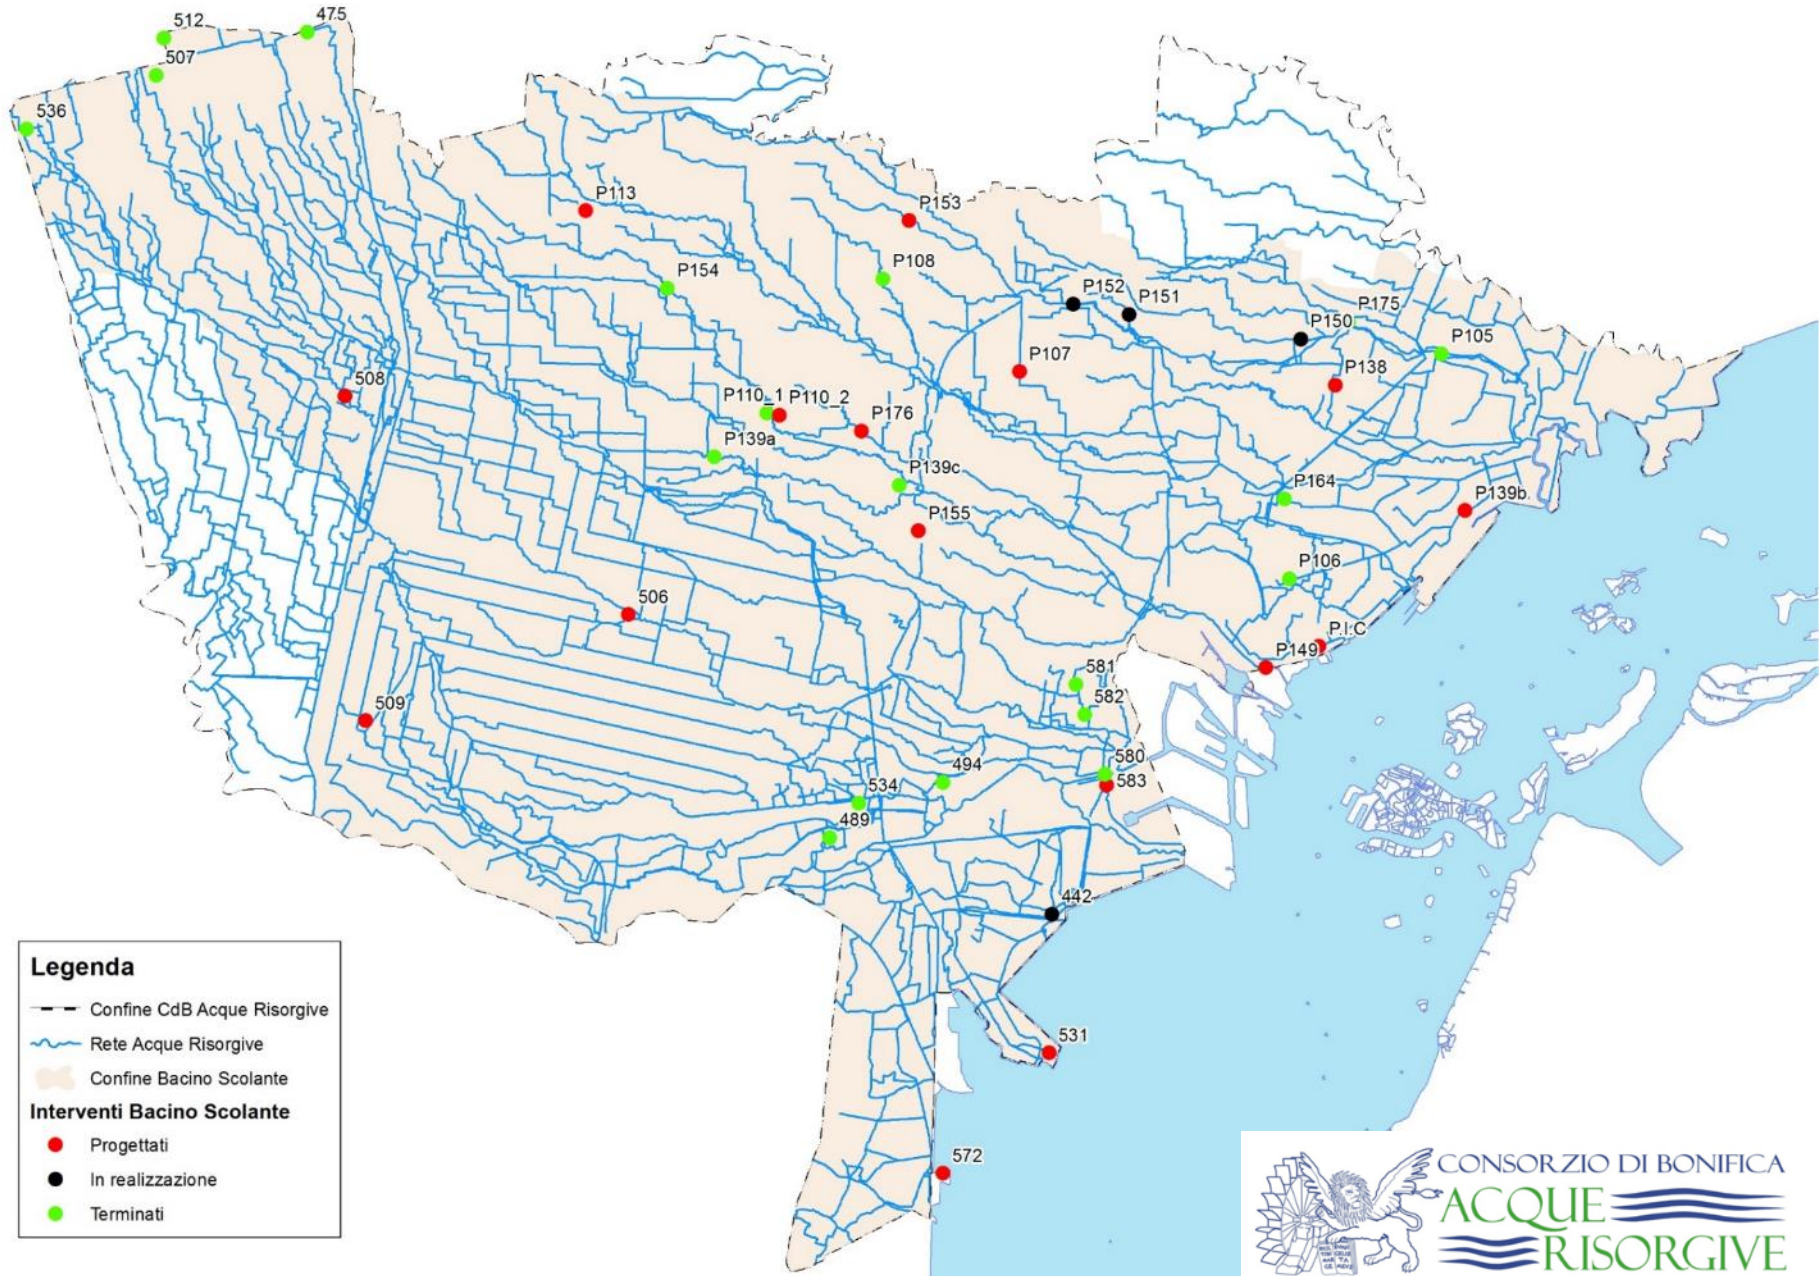 512
475
507
536
P113
P153
P154
P108
P152
P151
P175
P150
P105
P107
P138
508
P110_1
P110_2
P176
P139a
P139c
P164
P139b
P155
P106
506
P.I.C
P149
581
582
509
580
583
494
534
489
442
531
572
Legenda
Confine CdB Acque Risorgive
Rete Acque Risorgive
Confine Bacino Scolante
Interventi Bacino Scolante
Progettati
In realizzazione
Terminati
CONSORZIO DI BONIFICA
ACQUE
RISORGIVE